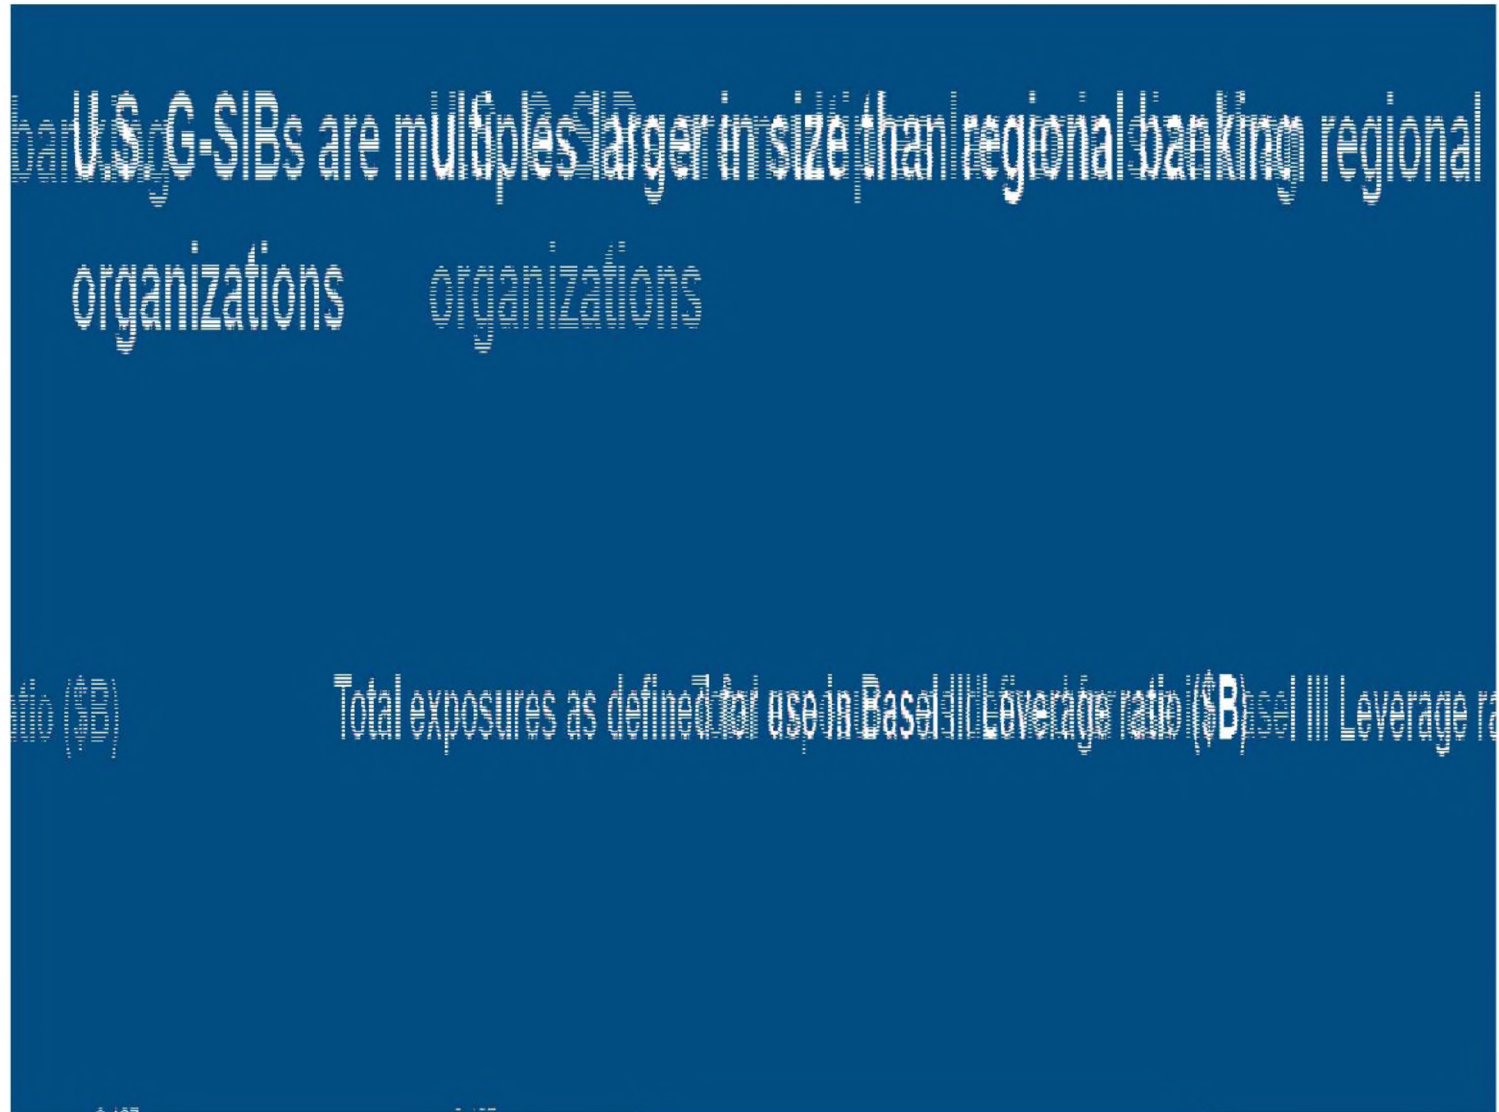 U.S. G-SIBs are multiples larger in size than regional banking
organizations
Total exposures as defined for use in Basel III Leverage ratio ($B)